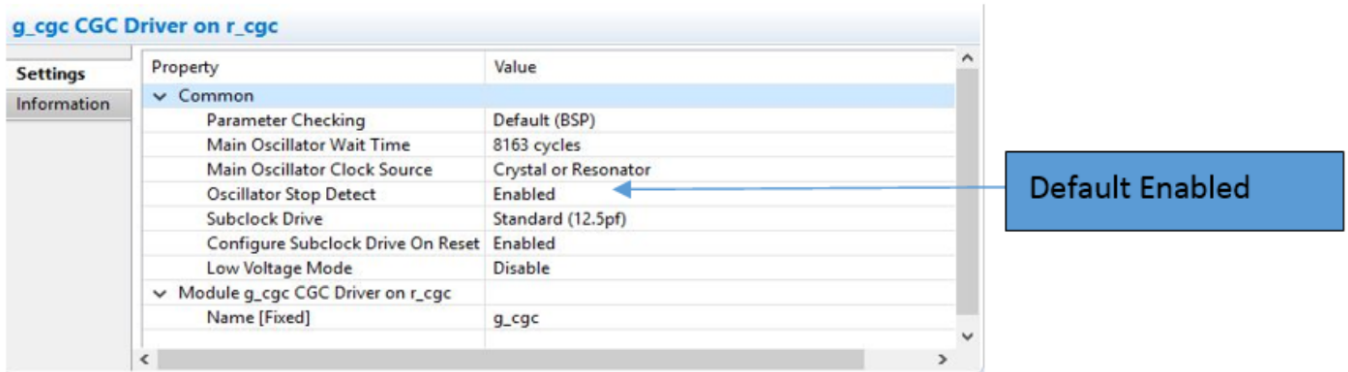 g_cgc CGC Driver on r_cgc
Settings
Information
Property Value
Common
Parameter Checking Default (BSP)
Main Oscillator Wait Time 8163 cycles
Main Oscillator Clock Source Crystal or Resonator
Oscillator Stop Detect Enabled
Subclock Drive Standard (12.5pf)
Configure Subclock Drive On Reset Enabled
Low Voltage Mode Disable
Module g_cgc CGC Driver on r_cgc
Name [Fixed] g_cgc
Default Enabled